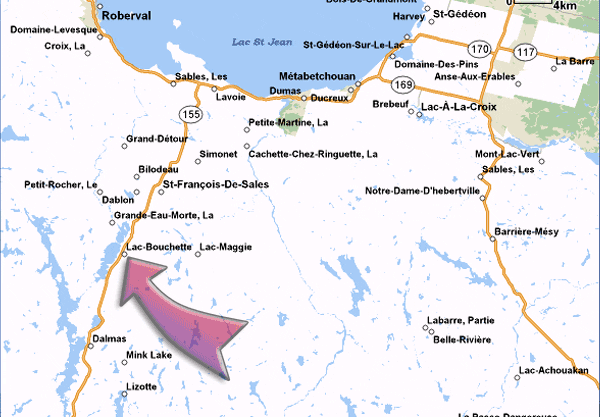 Bois-De-Grandmont
Roberval
St-Gédéon
4km
Harvey
Domaine-Levesque
Croix, La
Lac St Jean
St-Gédéon-Sur-Le-Lac
170
117
Domaine-Des-Pins
La Barre
Sables, Les
Métabetchouan
169
Anse-Aux-Erables
Lavoie
Dumas
Ducreux
155
Brebeuf
Lac-À-La-Croix
Petite-Martine, La
Grand-Détour
Simonet
Cachette-Chez-Ringuette, La
Mont-Lac-Vert
Bilodeau
Sables, Les
Petit-Rocher, Le
St-François-De-Sales
Dablon
Notre-Dame-D'hebertville
Grande-Eau-Morte, La
Barrière-Mésy
Lac-Bouchette
Lac-Maggie
Labarre, Partie
Belle-Rivière
Dalmas
Mink Lake
Lac-Achouakan
Lizotte
La Passe-Dangereuse